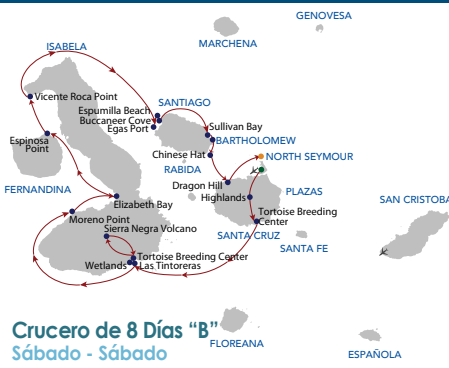 GENOVESA
MARCHENA
ISABELA
Vicente Roca Point
Espumilla Beach
Buccaneer Cove
Egas Port
SANTIAGO
Sullivan Bay
BARTHOLOMEW
Espinosa
Point
Chinese Hat
NORTH SEYMOUR
RABIDA
Dragon Hill
Highlands
PLAZAS
FERNANDINA
Elizabeth Bay
Moreno Point
Sierra Negra Volcano
Tortoise Breeding
Center
SAN CRISTOBA
SANTA CRUZ
SANTA FE
Tortoise Breeding Center
Wetlands
Las Tintoreras
Crucero de 8 Días “B”
Sábado - Sábado
FLOREANA
ESPAÑOLA